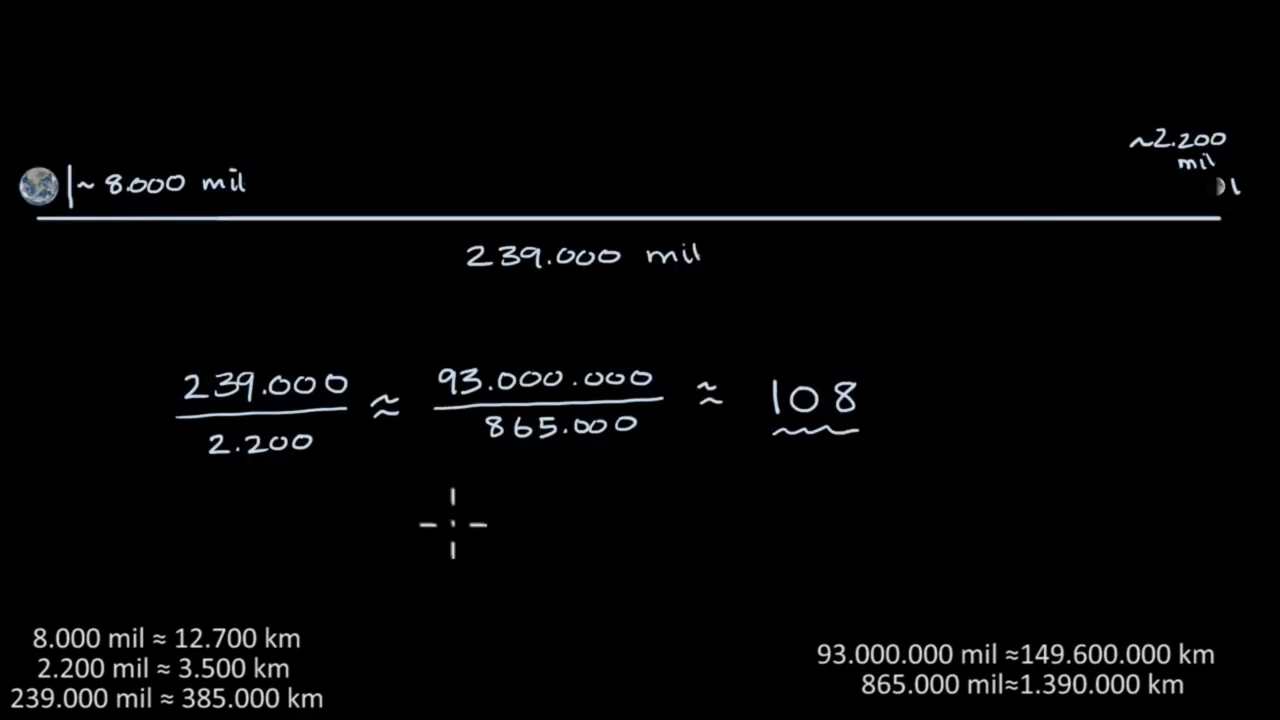 ~2.200
mil
~ 8.000 mil
239.000 mil
239.000 / 2.200 ≈ 93.000.000 / 865.000 ≈ 108
8.000 mil ≈ 12.700 km
2.200 mil ≈ 3.500 km
239.000 mil ≈ 385.000 km
93.000.000 mil ≈149.600.000 km
865.000 mil≈1.390.000 km